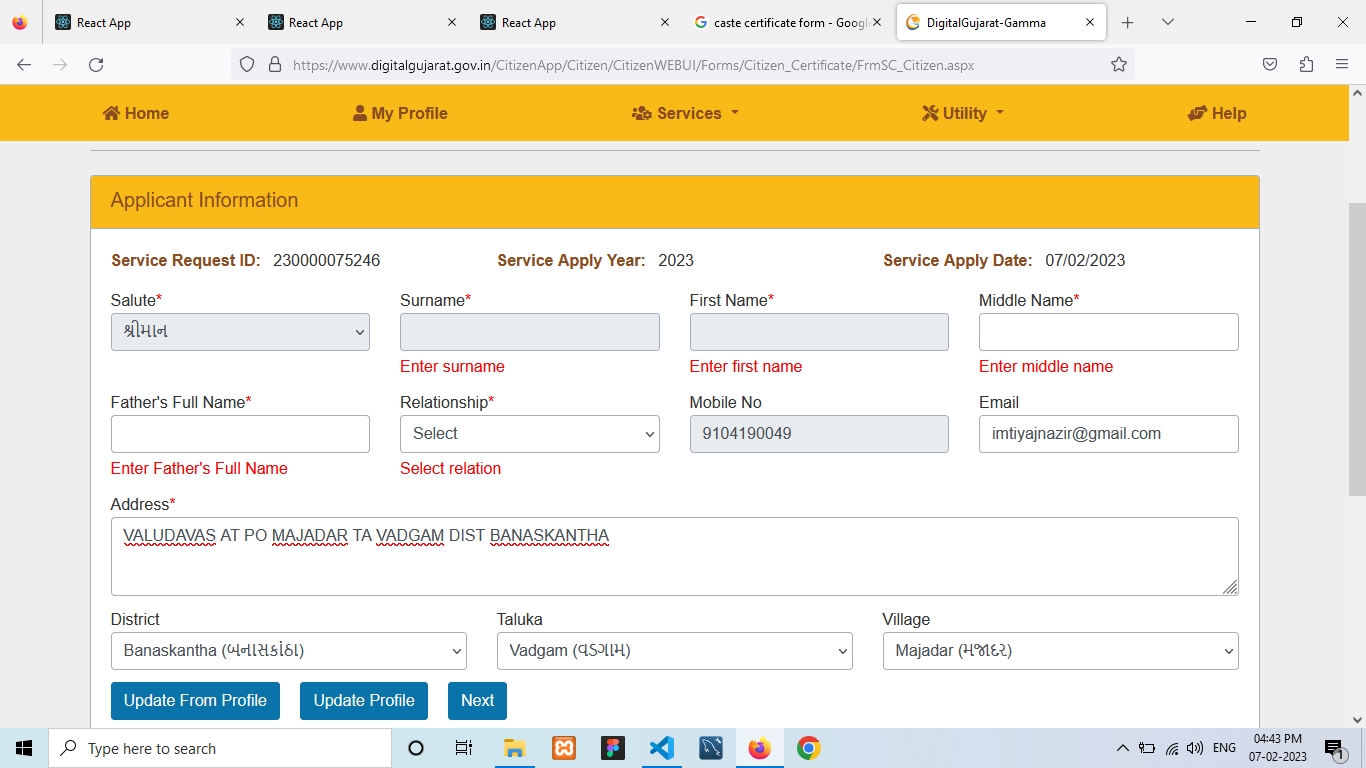 React App
React App
React App
caste certificate form - Googl
DigitalGujarat-Gamma
https://www.digitalgujarat.gov.in/CitizenApp/Citizen/CitizenWEBUI/Forms/Citizen_Certificate/FrmSC_Citizen.aspx
Home My Profile Services Utility Help
Applicant Information
Service Request ID: 230000075246 Service Apply Year: 2023 Service Apply Date: 07/02/2023
Salute* Surname* First Name* Middle Name*
શ્રીમાન
Enter surname Enter first name Enter middle name
Father's Full Name* Relationship* Mobile No Email
Select 9104190049 imtiyajnazir@gmail.com
Enter Father's Full Name Select relation
Address*
VALUDAVAS AT PO MAJADAR TA VADGAM DIST BANASKANTHA
District Taluka Village
Banaskantha (બનાસકાંઠા) Vadgam (વડગામ) Majadar (મજાદર)
Update From Profile Update Profile Next
Type here to search
ENG
04:43 PM
07-02-2023
1